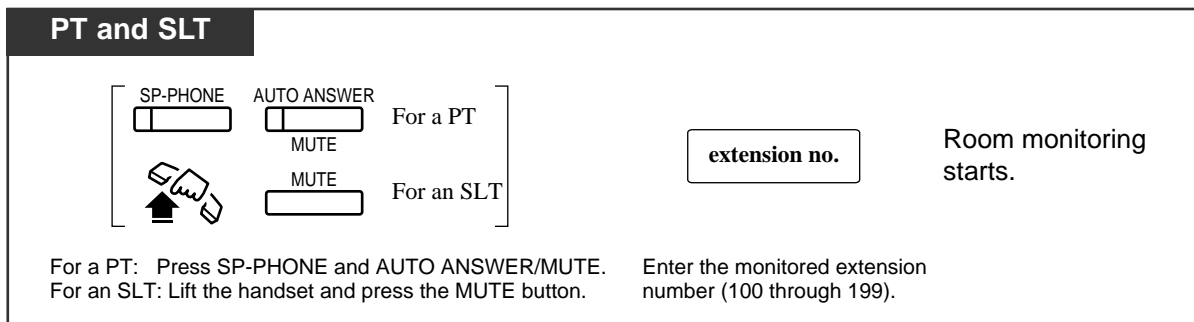 PT and SLT
SP-PHONE AUTO ANSWER
For a PT
MUTE
MUTE
For an SLT
extension no.
Room monitoring
starts.
For a PT: Press SP-PHONE and AUTO ANSWER/MUTE.
For an SLT: Lift the handset and press the MUTE button.
Enter the monitored extension
number (100 through 199).